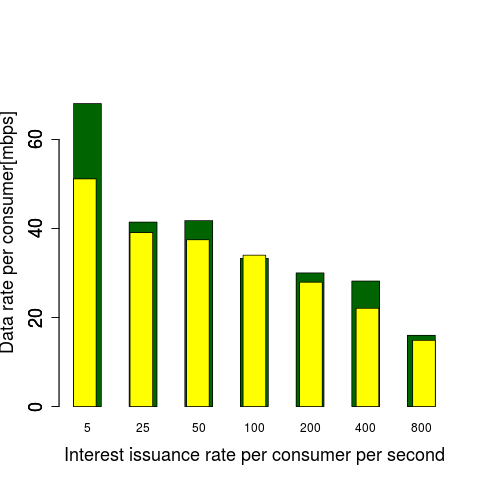 Data rate per consumer[mbps]
60
40
20
0
5 25 50 100 200 400 800
Interest issuance rate per consumer per second